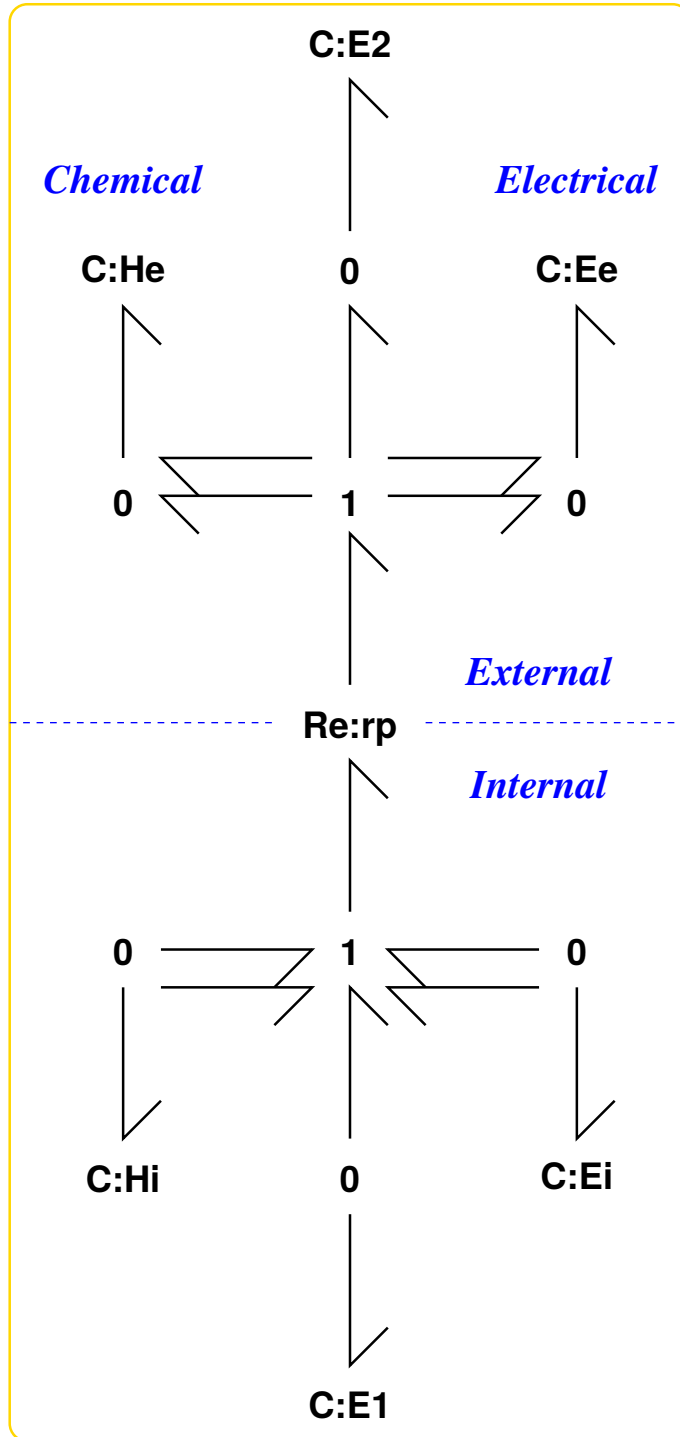 C:E2
Chemical
Electrical
C:He
0
C:Ee
0
1
0
External
Re:rp
Internal
0
1
0
C:Hi
0
C:Ei
C:E1